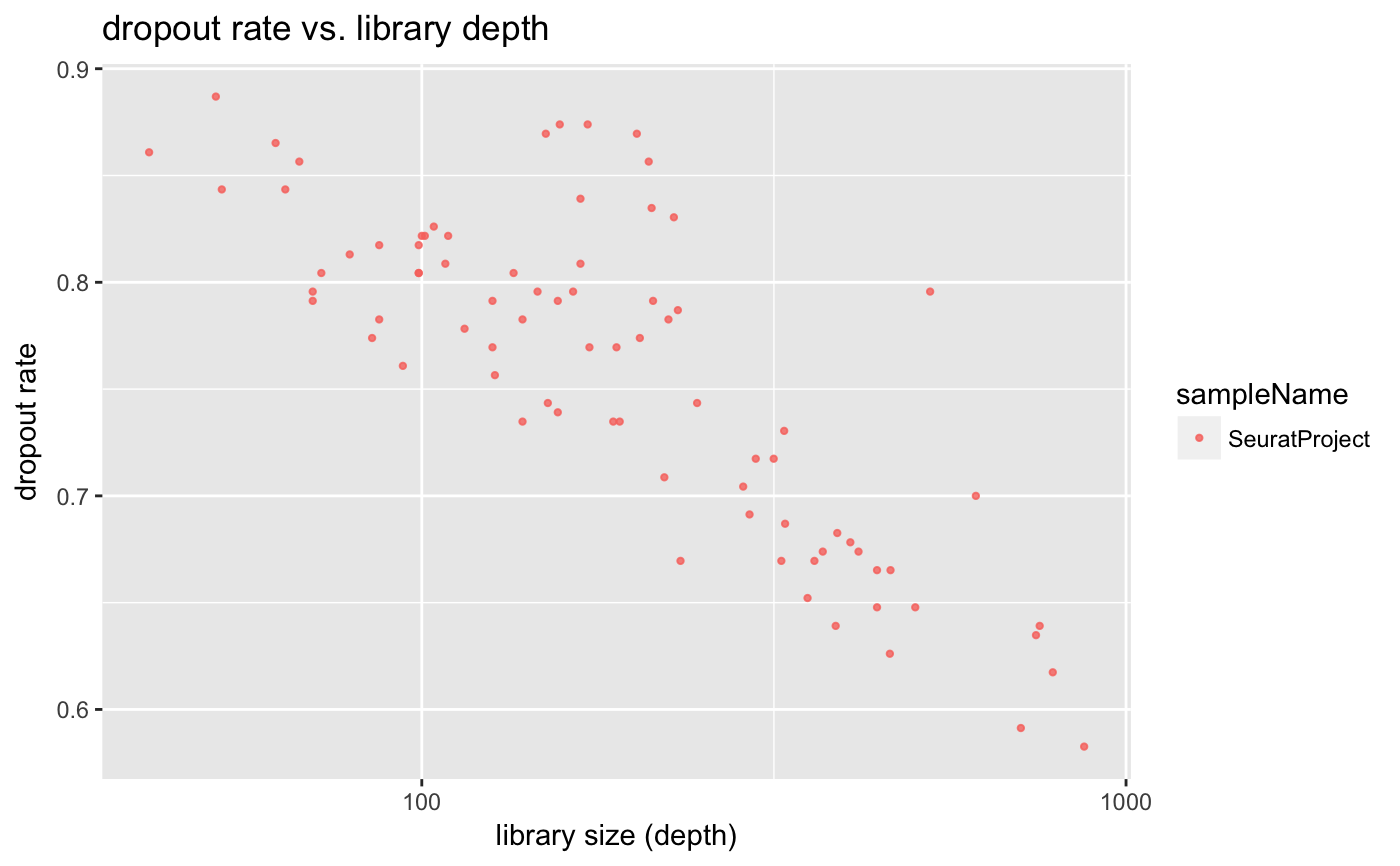 dropout rate vs. library depth
0.9
0.8
0.7
0.6
dropout rate
100
1000
library size (depth)
sampleName
SeuratProject